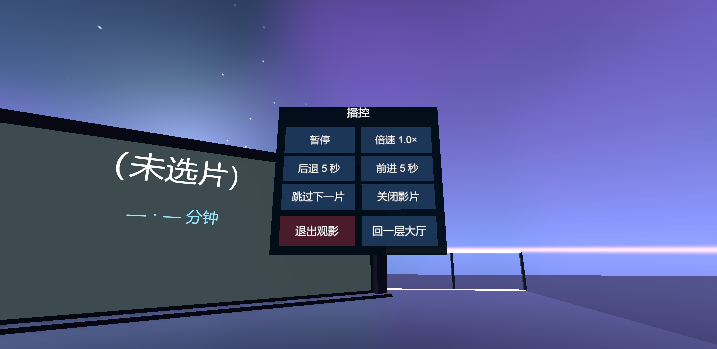 （未选片）
— · — 分钟
播控
暂停
倍速 1.0×
后退 5 秒
前进 5 秒
跳过下一片
关闭影片
退出观影
回一层大厅